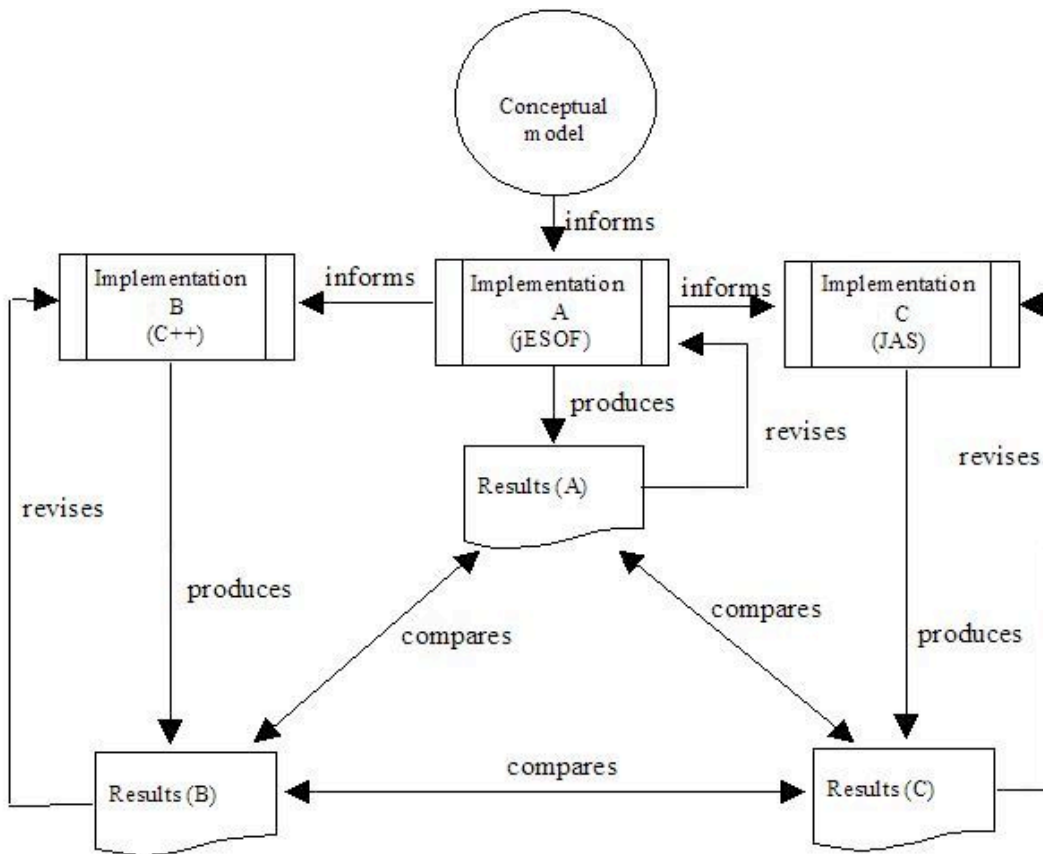 Conceptual
model
informs
Implementation
B
(C++)
informs
Implementation
A
(jESOF)
informs
Implementation
C
(JAS)
produces
revises
revises
Results (A)
revises
produces
compares
compares
produces
Results (B)
compares
Results (C)